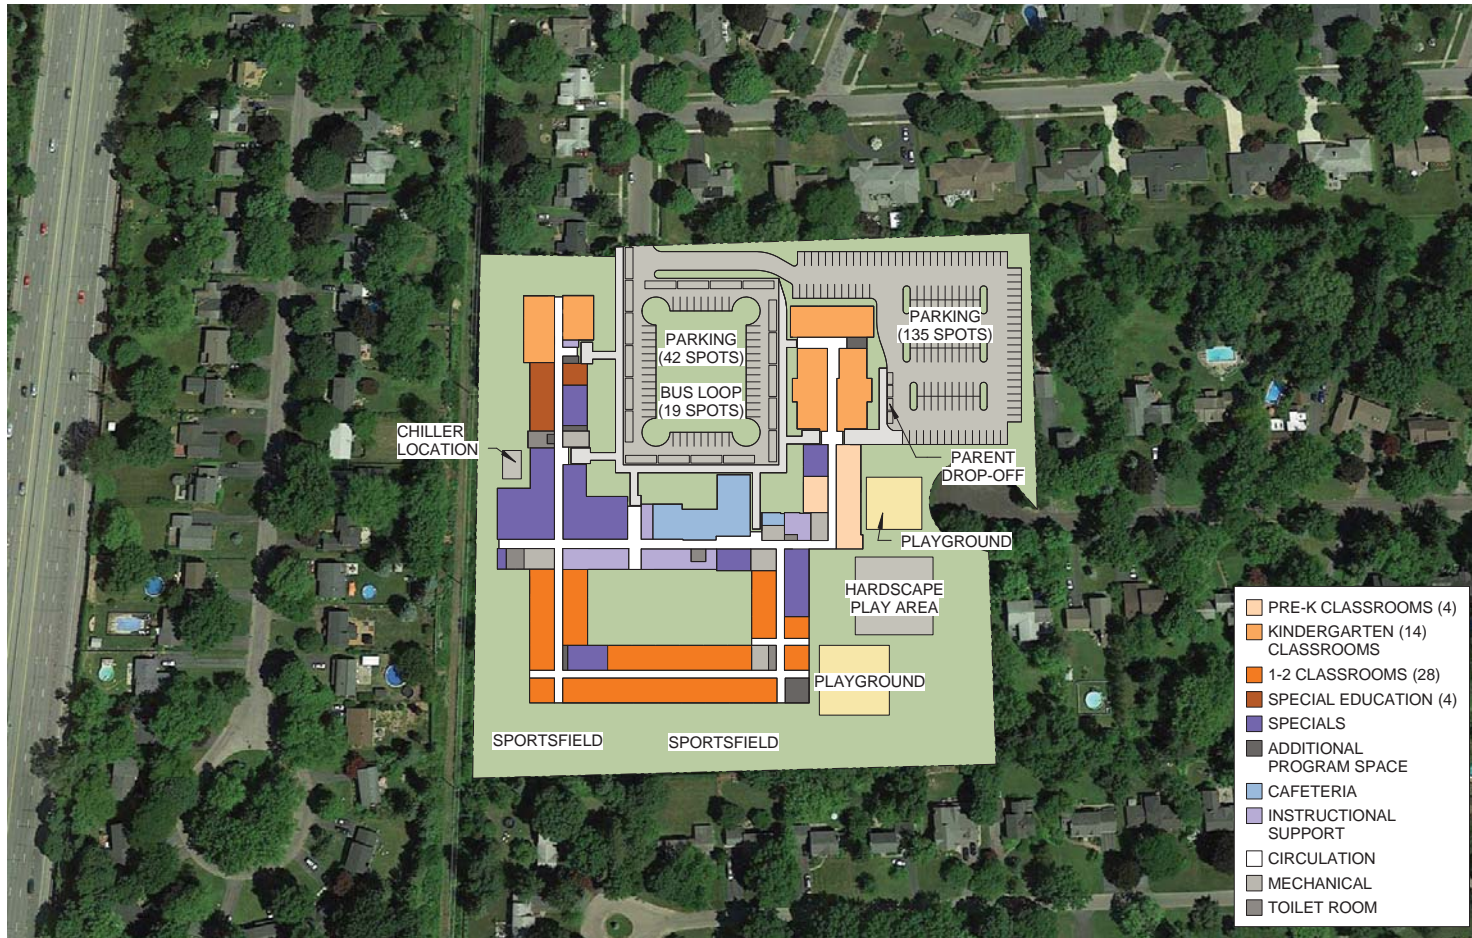 PARKING
(42 SPOTS)
BUS LOOP
(19 SPOTS)
PARKING
(135 SPOTS)
CHILLER
LOCATION
PARENT
DROP-OFF
PLAYGROUND
HARDSCAPE
PLAY AREA
PLAYGROUND
SPORTSFIELD
SPORTSFIELD
PRE-K CLASSROOMS (4)
KINDERGARTEN (14)
CLASSROOMS
1-2 CLASSROOMS (28)
SPECIAL EDUCATION (4)
SPECIALS
ADDITIONAL
PROGRAM SPACE
CAFETERIA
INSTRUCTIONAL
SUPPORT
CIRCULATION
MECHANICAL
TOILET ROOM